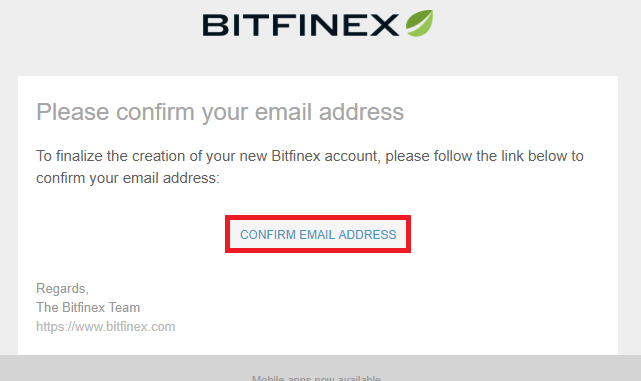 BITFINEX
Please confirm your email address
To finalize the creation of your new Bitfinex account, please follow the link below to
confirm your email address:
CONFIRM EMAIL ADDRESS
Regards,
The Bitfinex Team
https://www.bitfinex.com
Mobile apps now available